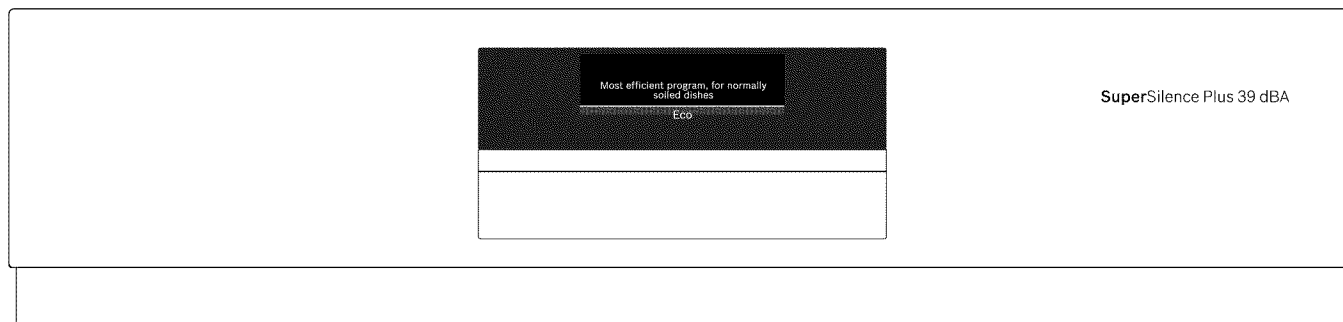 Most efficient program, for normally
soiled dishes
Eco
SuperSilence Plus 39 dBA